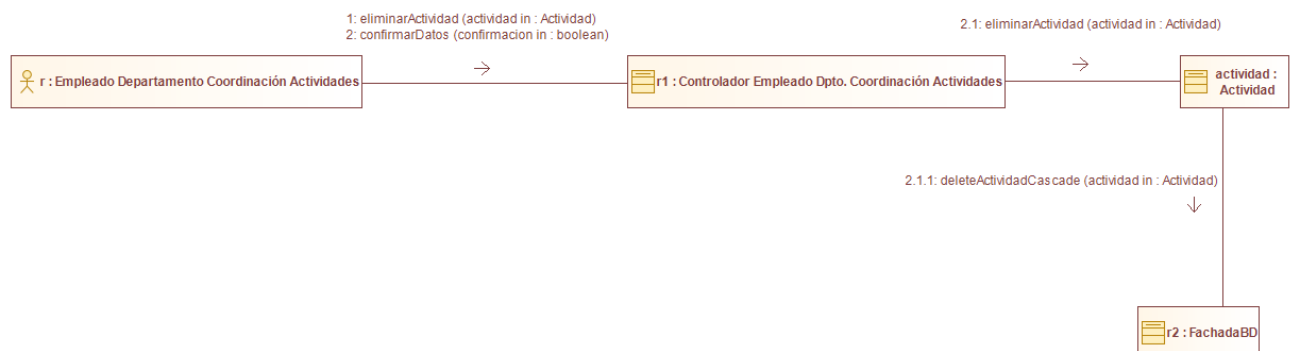 1: eliminarActividad (actividad in : Actividad)
2: confirmarDatos (confirmacion in : boolean)
2.1: eliminarActividad (actividad in : Actividad)
r : Empleado Departamento Coordinación Actividades
r1 : Controlador Empleado Dpto. Coordinación Actividades
actividad :
Actividad
2.1.1: deleteActividadCascade (actividad in : Actividad)
r2 : FachadaBD